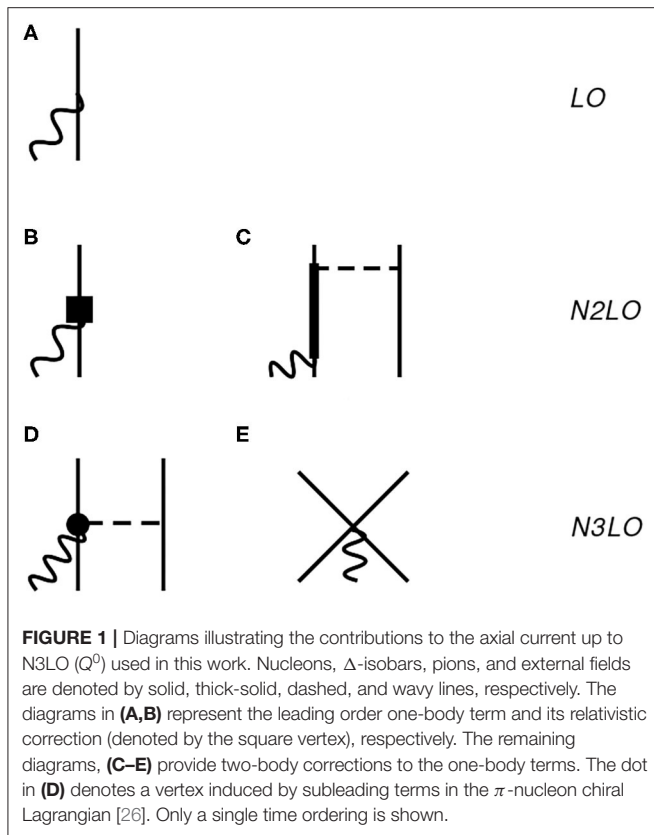 A
LO
B
C
N2LO
D
E
N3LO
FIGURE 1 | Diagrams illustrating the contributions to the axial current up to
N3LO (Q⁰) used in this work. Nucleons, Δ-isobars, pions, and external fields
are denoted by solid, thick-solid, dashed, and wavy lines, respectively. The
diagrams in (A,B) represent the leading order one-body term and its relativistic
correction (denoted by the square vertex), respectively. The remaining
diagrams, (C–E) provide two-body corrections to the one-body terms. The dot
in (D) denotes a vertex induced by subleading terms in the π-nucleon chiral
Lagrangian [26]. Only a single time ordering is shown.